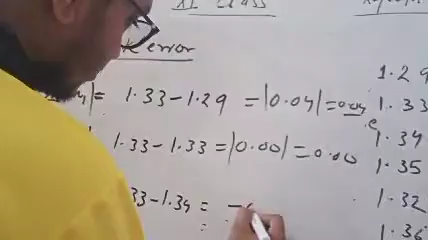 XI Class
error
| = 1.33 - 1.29 = |0.04| = 0.04
1.33 - 1.33 = |0.00| = 0.00
33 - 1.34 = -
=
1.29
1.33
1.34
1.35
1.32
1.36